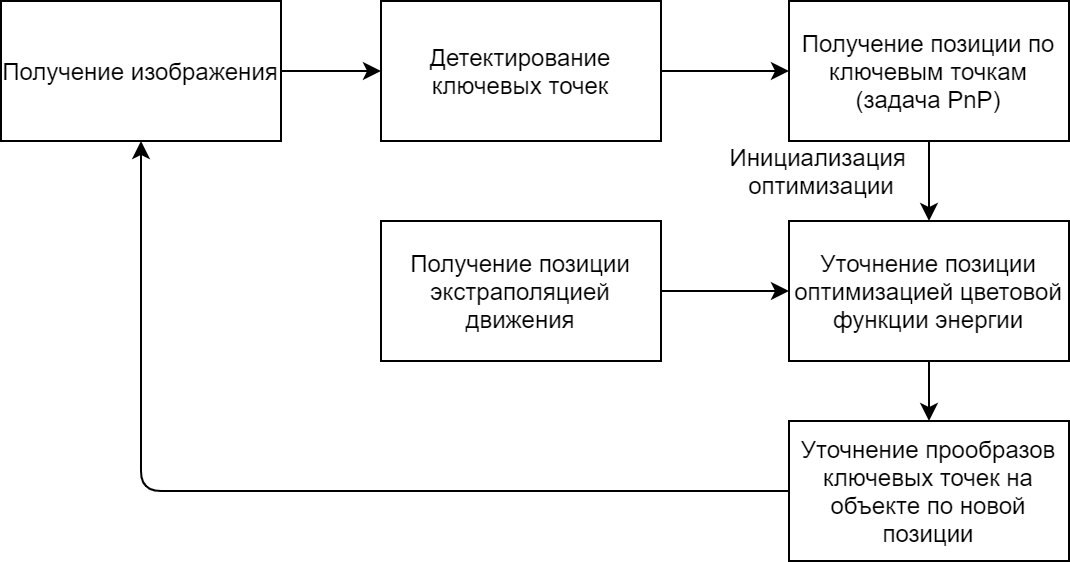 Получение изображения
Детектирование
ключевых точек
Получение позиции по
ключевым точкам
(задача PnP)
Инициализация
оптимизации
Получение позиции
экстраполяцией
движения
Уточнение позиции
оптимизацией цветовой
функции энергии
Уточнение прообразов
ключевых точек на
объекте по новой
позиции